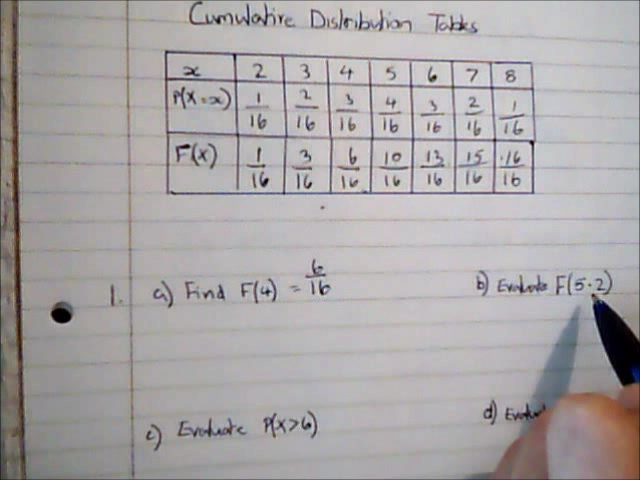 Cumulative Distribution Tables
x 2 3 4 5 6 7 8
P(X=x) 1/16 2/16 3/16 4/16 3/16 2/16 1/16
F(x) 1/16 3/16 6/16 10/16 13/16 15/16 16/16
1. a) Find F(4) = 6/16
b) Evaluate F(5·2)
c) Evaluate P(X>6)
d)